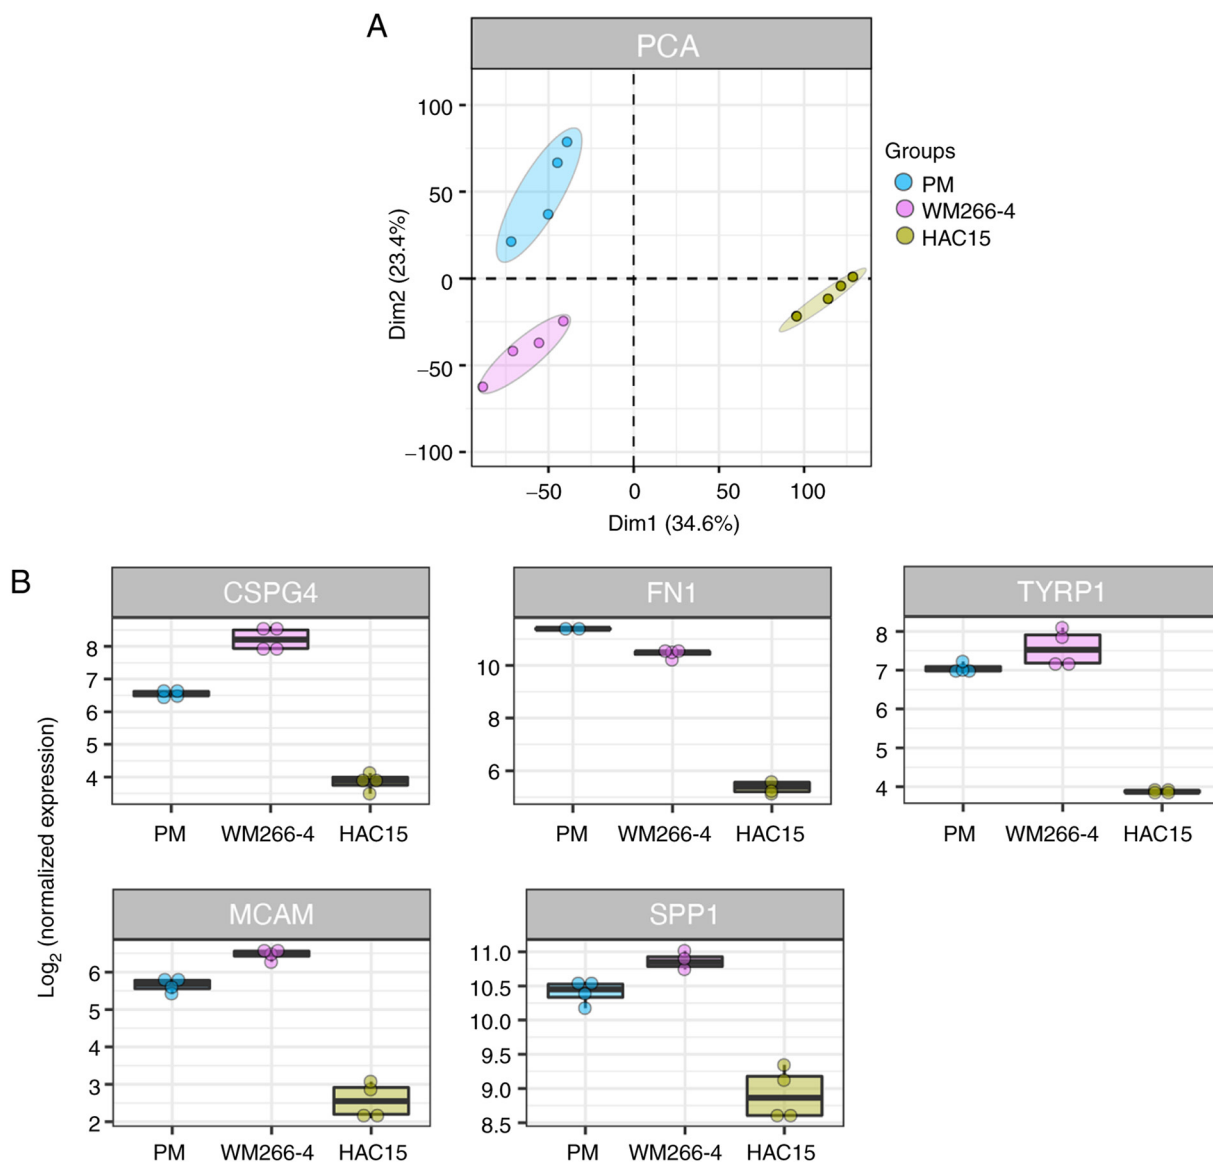 A
PCA
100
50
0
−50
−100
Dim2 (23.4%)
−50 0 50 100
Dim1 (34.6%)
Groups
PM
WM266-4
HAC15
B
Log2 (normalized expression)
CSPG4
8
7
6
5
4
PM WM266-4 HAC15
FN1
10
8
6
PM WM266-4 HAC15
TYRP1
8
7
6
5
4
PM WM266-4 HAC15
MCAM
6
5
4
3
2
PM WM266-4 HAC15
SPP1
11.0
10.5
10.0
9.5
9.0
8.5
PM WM266-4 HAC15